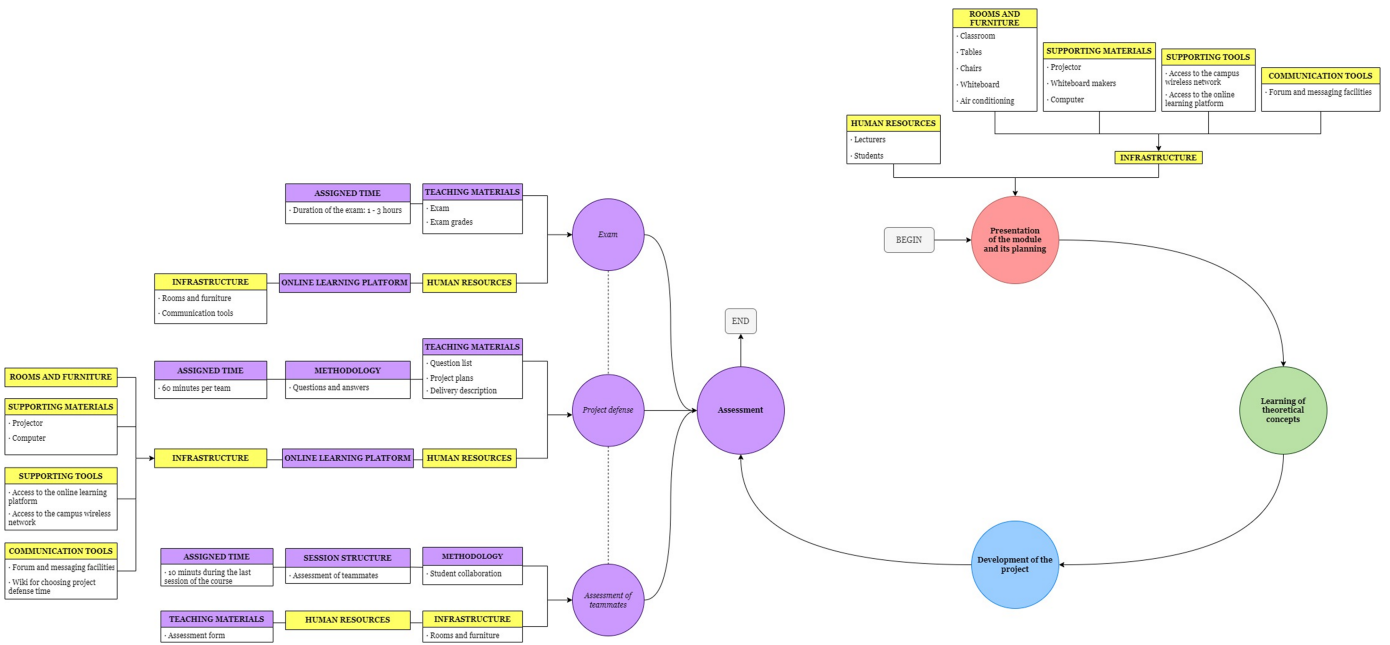 ROOMS AND
FURNITURE
· Classroom
· Tables
· Chairs
· Whiteboard
· Air conditioning
SUPPORTING MATERIALS
· Projector
· Whiteboard makers
· Computer
SUPPORTING TOOLS
· Access to the campus
wireless network
· Access to the online
learning platform
COMMUNICATION TOOLS
· Forum and messaging facilities
HUMAN RESOURCES
· Lecturers
· Students
INFRASTRUCTURE
BEGIN
Presentation
of the module
and its planning
Learning of
theoretical
concepts
Development of the
project
Assessment
END
ASSIGNED TIME
· Duration of the exam: 1 - 3 hours
TEACHING MATERIALS
· Exam
· Exam grades
Exam
INFRASTRUCTURE
· Rooms and furniture
· Communication tools
ONLINE LEARNING PLATFORM
HUMAN RESOURCES
ASSIGNED TIME
· 60 minutes per team
METHODOLOGY
· Questions and answers
TEACHING MATERIALS
· Question list
· Project plans
· Delivery description
Project defense
ROOMS AND FURNITURE
SUPPORTING MATERIALS
· Projector
· Computer
SUPPORTING TOOLS
· Access to the online learning
platform
· Access to the campus wireless
network
COMMUNICATION TOOLS
· Forum and messaging facilities
· Wiki for choosing project
defense time
INFRASTRUCTURE
ONLINE LEARNING PLATFORM
HUMAN RESOURCES
ASSIGNED TIME
· 10 minuts during the last
session of the course
SESSION STRUCTURE
· Assessment of teammates
METHODOLOGY
· Student collaboration
TEACHING MATERIALS
· Assessment form
HUMAN RESOURCES
INFRASTRUCTURE
· Rooms and furniture
Assessment of
teammates